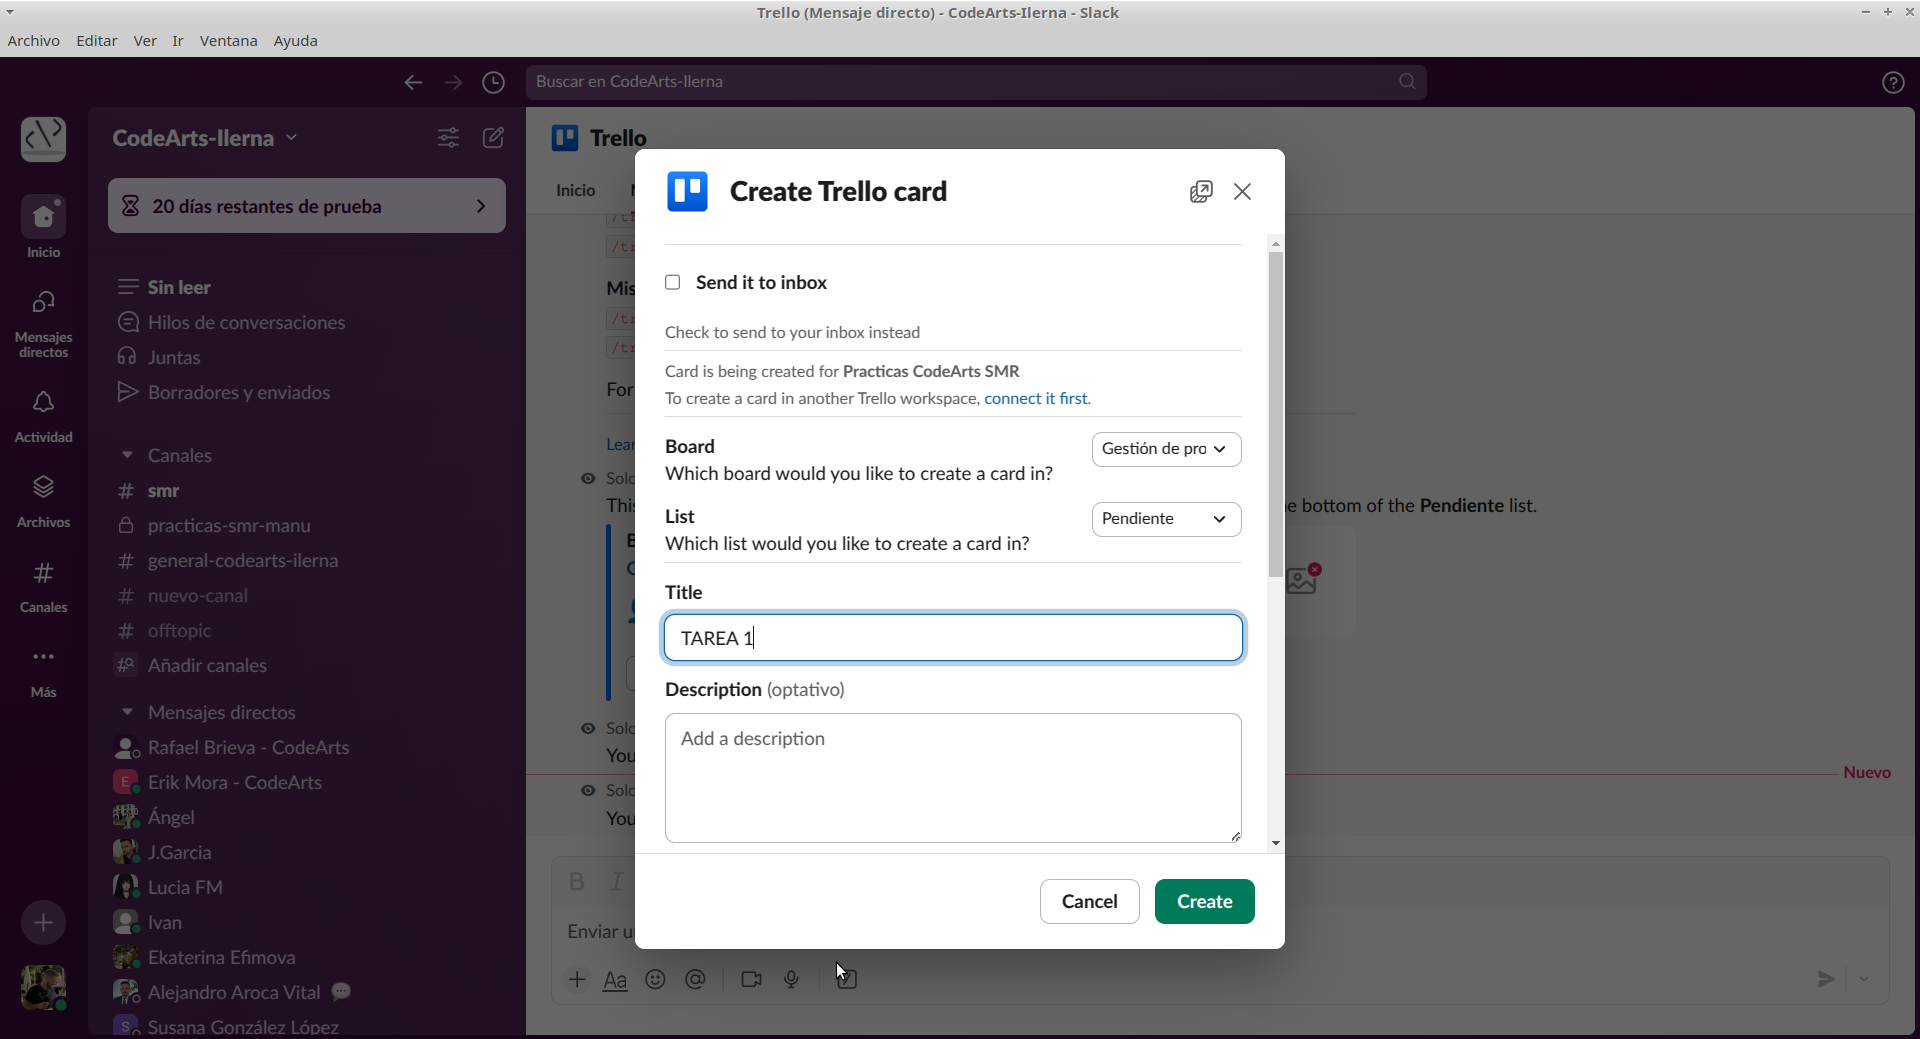 Trello (Mensaje directo) - CodeArts-Ilerna - Slack
Archivo Editar Ver Ir Ventana Ayuda
Buscar en CodeArts-Ilerna
CodeArts-Ilerna
20 días restantes de prueba
Inicio
Mensajes directos
Actividad
Archivos
Canales
Más
Sin leer
Hilos de conversaciones
Juntas
Borradores y enviados
Canales
smr
practicas-smr-manu
general-codearts-ilerna
nuevo-canal
offtopic
Añadir canales
Mensajes directos
Rafael Brieva - CodeArts
E Erik Mora - CodeArts
Ángel
J.Garcia
Lucia FM
Ivan
Ekaterina Efimova
Alejandro Aroca Vital
S Susana González López
Trello
Inicio
For
e bottom of the Pendiente list.
You
Nuevo
You
B I
Enviar u
Aa
Create Trello card
Send it to inbox
Check to send to your inbox instead
Card is being created for Practicas CodeArts SMR
To create a card in another Trello workspace, connect it first.
Board
Gestión de pro
Which board would you like to create a card in?
List
Pendiente
Which list would you like to create a card in?
Title
TAREA 1
Description (optativo)
Add a description
Cancel Create